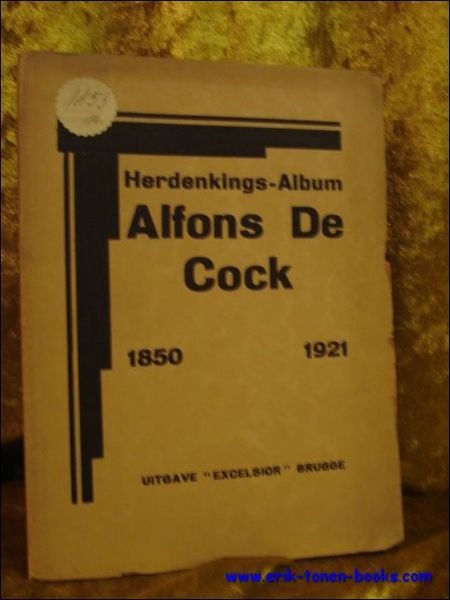 Herdenkings-Album
Alfons De
Cock
1850 1921
UITGAVE "EXCELSIOR" BRUGGE
www.erik-tonen-books.com